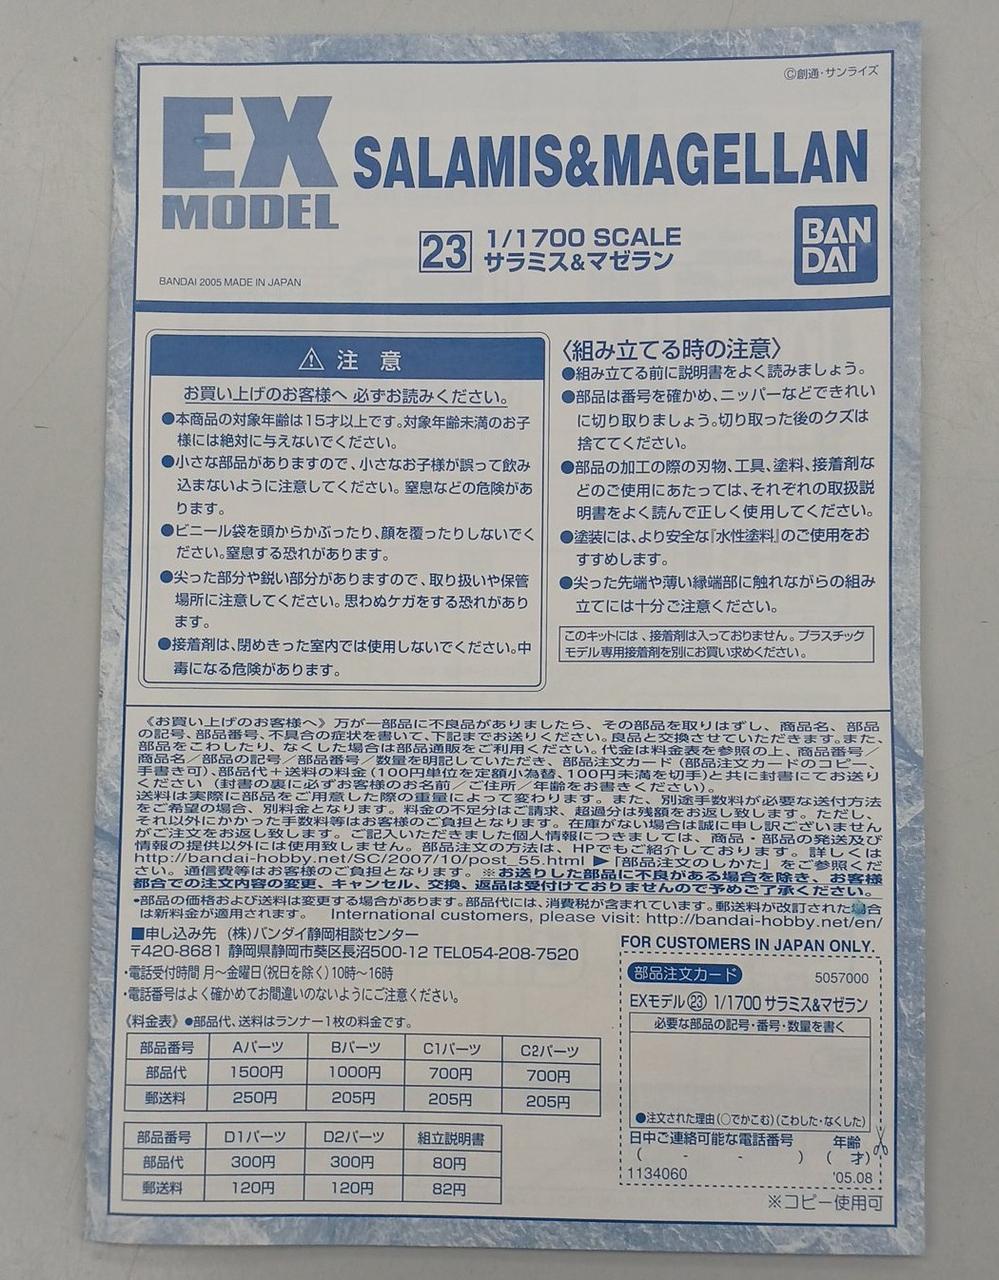 ©創通・サンライズ
EX
MODEL
SALAMIS&MAGELLAN
23 1/1700 SCALE
サラミス&マゼラン
BAN
DAI
BANDAI 2005 MADE IN JAPAN
⚠ 注 意
お買い上げのお客様へ 必ずお読みください。
●本商品の対象年齢は15才以上です。対象年齢未満のお子
様には絶対に与えないでください。
●小さな部品がありますので、小さなお子様が誤って飲み
込まないように注意してください。窒息などの危険があ
ります。
●ビニール袋を頭からかぶったり、顔を覆ったりしないでく
ださい。窒息する恐れがあります。
●尖った部分や鋭い部分がありますので、取り扱いや保管
場所に注意してください。思わぬケガをする恐れがあり
ます。
●接着剤は、閉めきった室内では使用しないでください。中
毒になる危険があります。
〈組み立てる時の注意〉
●組み立てる前に説明書をよく読みましょう。
●部品は番号を確かめ、ニッパーなどできれい
に切り取りましょう。切り取った後のクズは
捨ててください。
●部品の加工の際の刃物、工具、塗料、接着剤な
どのご使用にあたっては、それぞれの取扱説
明書をよく読んで正しく使用してください。
●塗装には、より安全な『水性塗料』のご使用をお
すすめします。
●尖った先端や薄い縁端部に触れながらの組み
立てには十分ご注意ください。
このキットには、接着剤は入っておりません。プラスチック
モデル専用接着剤を別にお買い求めください。
《お買い上げのお客様へ》万が一部品に不良品がありましたら、その部品を取りはずし、商品名、部品
の記号、部品番号、不具合の症状を書いて、下記までお送りください。良品と交換させていただきます。また、
部品をこわしたり、なくした場合は部品通販をご利用ください。代金は料金表を参照の上、商品番号／
商品名／部品の記号／部品番号／数量を明記していただき、部品注文カード（部品注文カードのコピー、
手書き可）、部品代＋送料の料金（100円単位を定額小為替、100円未満を切手）と共に封書にてお送り
ください（封書の裏に必ずお客様のお名前／ご住所／年齢をお書きください）。
送料は実際に部品をご用意した際の重量によって変わります。また、別途手数料が必要な送付方法
をご希望の場合、別料金となります。料金の不足分はご請求、超過分は残額をお返し致します。ただし、
それ以外にかかった手数料等はお客様のご負担となります。在庫がない場合は誠に申し訳ございません
がご注文をお返し致します。ご記入いただきました個人情報につきましては、商品・部品の発送及び
情報の提供以外には使用致しません。部品注文の方法は、HPでもご紹介しております。詳しくは
http://bandai-hobby.net/SC/2007/10/post_55.html ▶「部品注文のしかた」をご参照くだ
さい。通信費等はお客様のご負担となります。※お送りした部品に不良がある場合を除き、お客様
都合での注文内容の変更、キャンセル、交換、返品は受付けておりませんので予めご了承ください。
・部品の価格および送料は変更する場合があります。部品代には、消費税が含まれています。郵送料が改訂された場合
は新料金が適用されます。 International customers, please visit: http://bandai-hobby.net/en/
■申し込み先 （株）バンダイ静岡相談センター
〒420-8681 静岡県静岡市葵区長沼500-12 TEL054-208-7520
・電話受付時間 月〜金曜日（祝日を除く）10時〜16時
・電話番号はよく確かめてお間違いのないようにご注意ください。
《料金表》 ●部品代、送料はランナー1枚の料金です。
部品番号 Aパーツ Bパーツ C1パーツ C2パーツ
部品代 1500円 1000円 700円 700円
郵送料 250円 205円 205円 205円
部品番号 D1パーツ D2パーツ 組立説明書
部品代 300円 300円 80円
郵送料 120円 120円 82円
FOR CUSTOMERS IN JAPAN ONLY.
部品注文カード 5057000
EXモデル㉓ 1/1700 サラミス&マゼラン
必要な部品の記号・番号・数量を書く
●注文された理由（○でかこむ）（こわした・なくした）
日中ご連絡可能な電話番号 年齢
（ - - ） （ 才）
1134060 '05.08
※コピー使用可